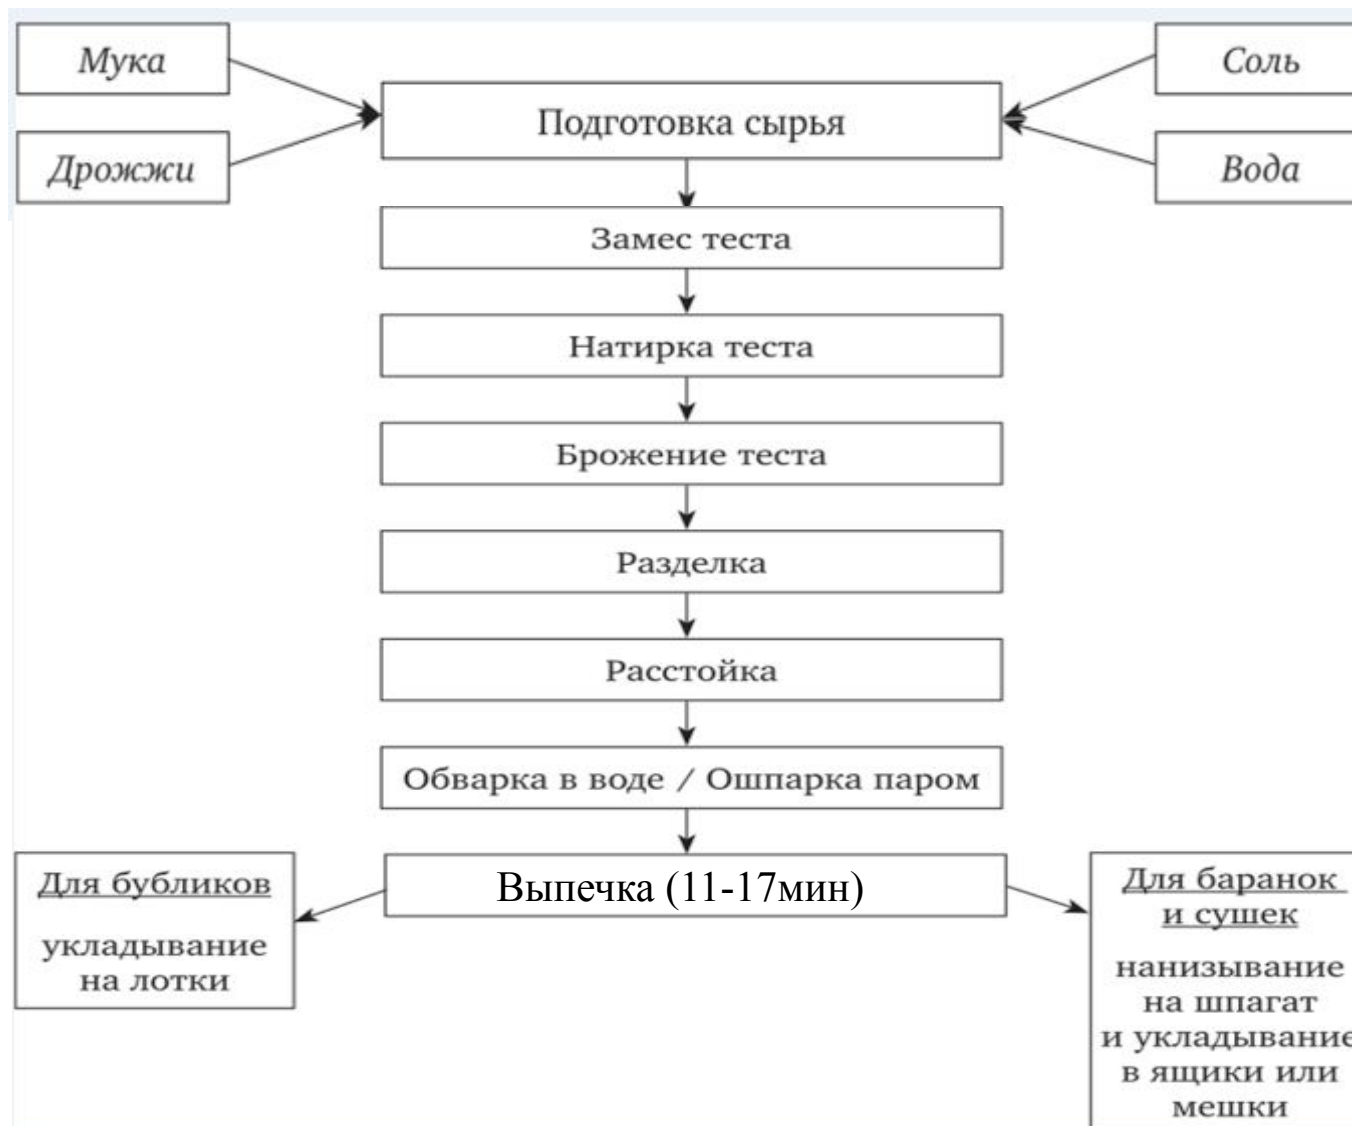 Мука
Соль
Подготовка сырья
Дрожжи
Вода
Замес теста
Натирка теста
Брожение теста
Разделка
Расстойка
Обварка в воде / Ошпарка паром
Выпечка (11-17мин)
Для бубликов
укладывание
на лотки
Для баранок
и сушек
нанизывание
на шпагат
и укладывание
в ящики или
мешки